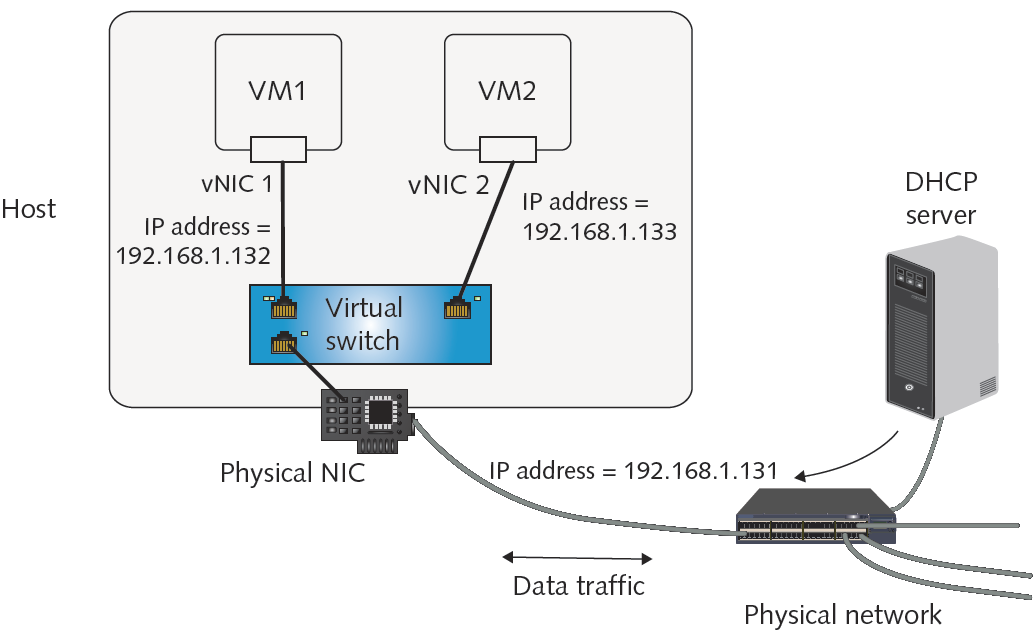 VM1
VM2
vNIC 1
vNIC 2
IP address =
192.168.1.132
IP address =
192.168.1.133
Host
DHCP
server
Virtual
switch
Physical NIC
IP address = 192.168.1.131
Data traffic
Physical network